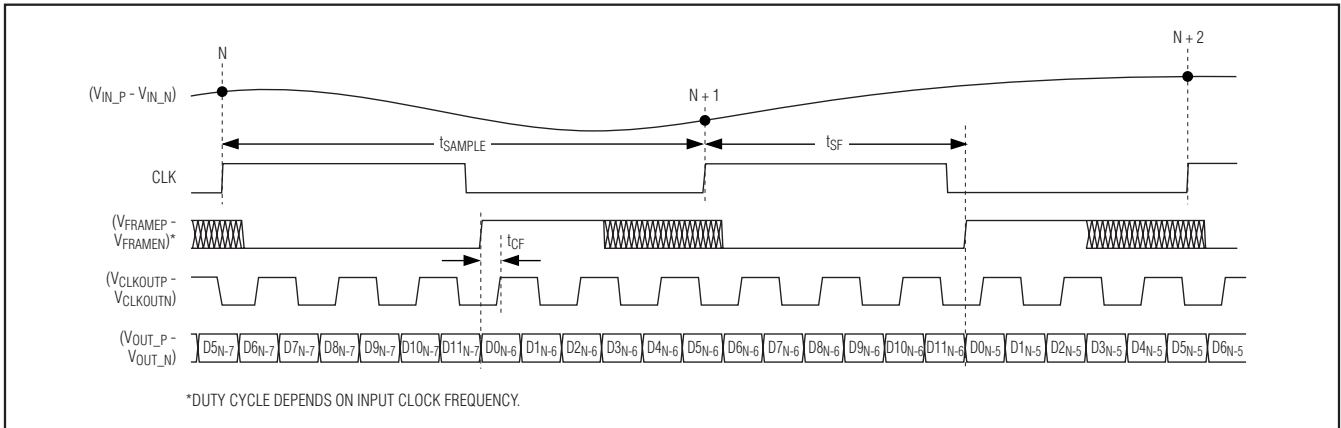 N
N + 1
N + 2
(VIN_P - VIN_N)
tSAMPLE
tSF
CLK
(VFRAMEP -
VFRAMEN)*
tCF
(VCLKOUTP -
VCLKOUTN)
(VOUT_P -
VOUT_N)
D5N-7 D6N-7 D7N-7 D8N-7 D9N-7 D10N-7 D11N-7 D0N-6 D1N-6 D2N-6 D3N-6 D4N-6 D5N-6 D6N-6 D7N-6 D8N-6 D9N-6 D10N-6 D11N-6 D0N-5 D1N-5 D2N-5 D3N-5 D4N-5 D5N-5 D6N-5
*DUTY CYCLE DEPENDS ON INPUT CLOCK FREQUENCY.